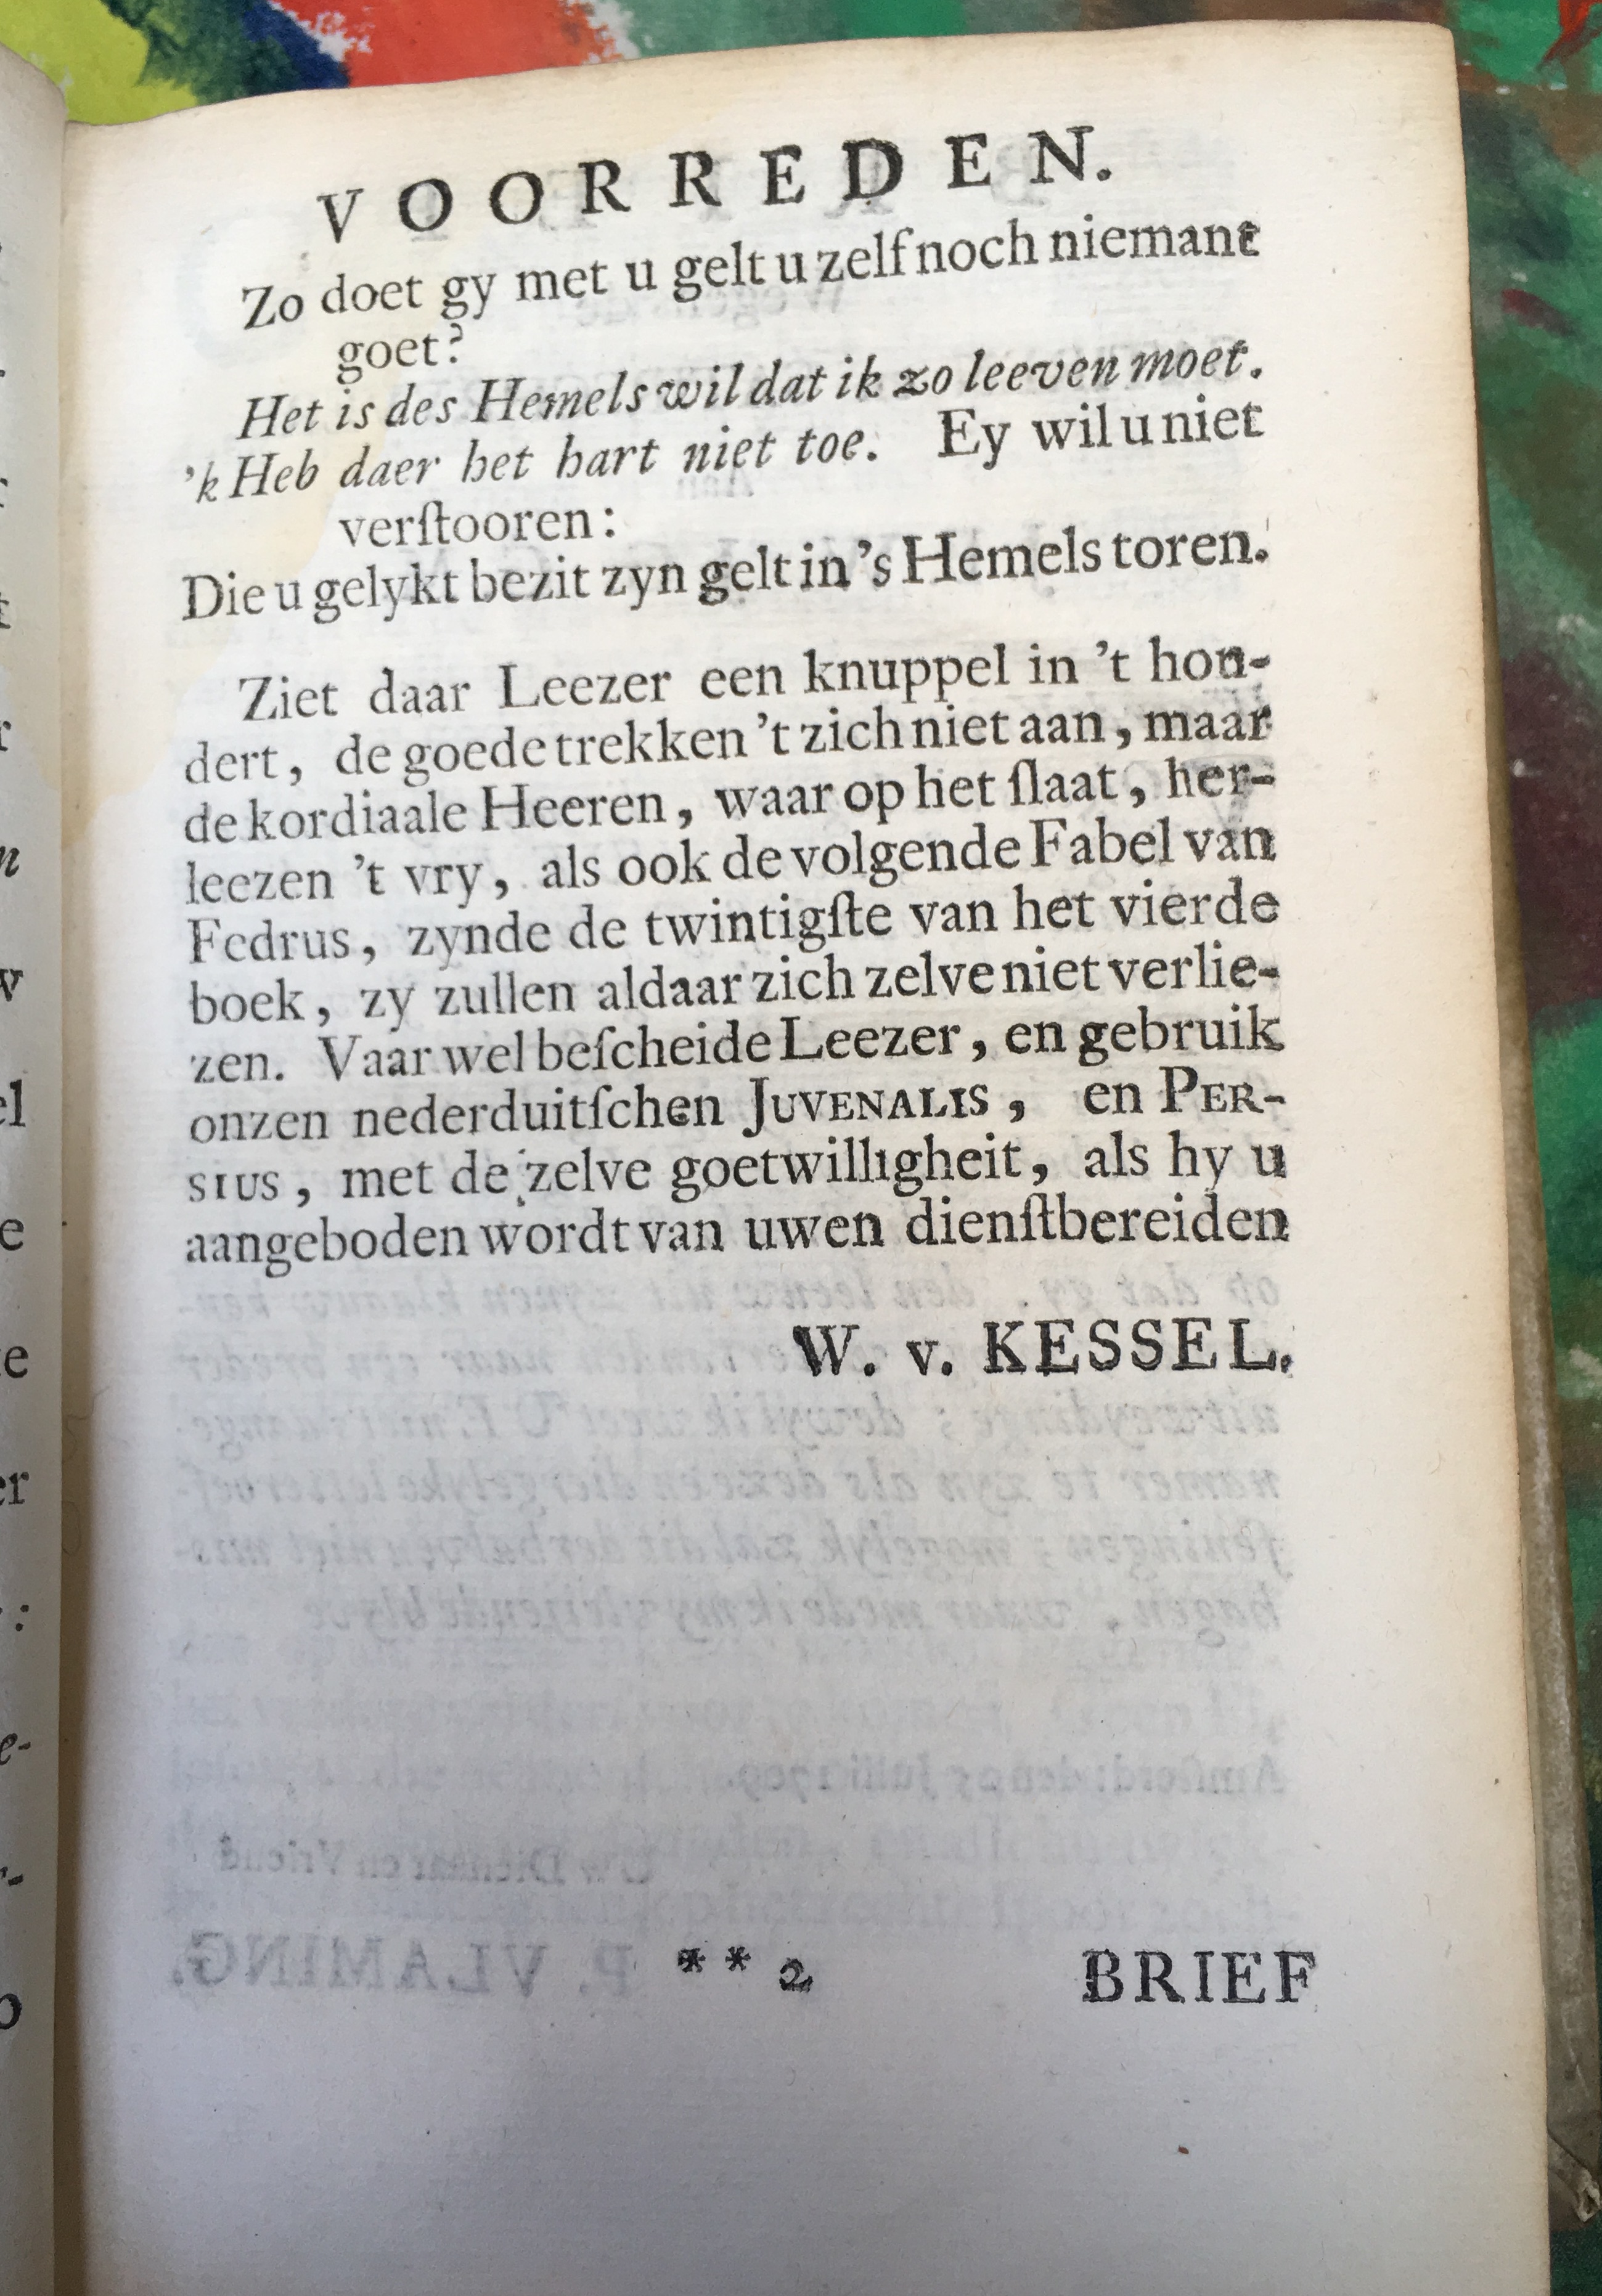 VOORREDEN.
Zo doet gy met u gelt u zelf noch niemant
goet?
Het is des Hemels wil dat ik zo leeven moet.
'k Heb daer het hart niet toe. Ey wil u niet
verſtooren:
Die u gelykt bezit zyn gelt in 's Hemels toren.
Ziet daar Leezer een knuppel in 't hon-
dert, de goede trekken 't zich niet aan, maar
de kordiaale Heeren, waar op het ſlaat, her-
leezen 't vry, als ook de volgende Fabel van
Fedrus, zynde de twintigſte van het vierde
boek, zy zullen aldaar zich zelve niet verlie-
zen. Vaar wel beſcheide Leezer, en gebruik
onzen nederduitſchen JUVENALIS, en PER-
SIUS, met de zelve goetwilligheit, als hy u
aangeboden wordt van uwen dienſtbereiden
W. v. KESSEL.
** 2 BRIEF